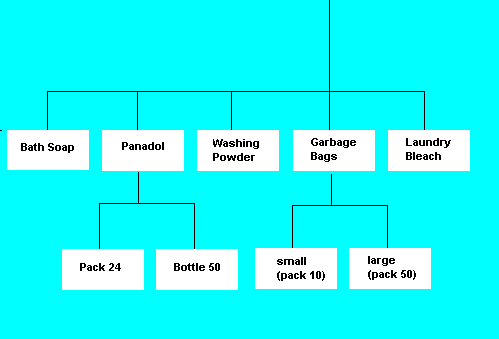 Bath Soap
Panadol
Washing
Powder
Garbage
Bags
Laundry
Bleach
Pack 24
Bottle 50
small
(pack 10)
large
(pack 50)